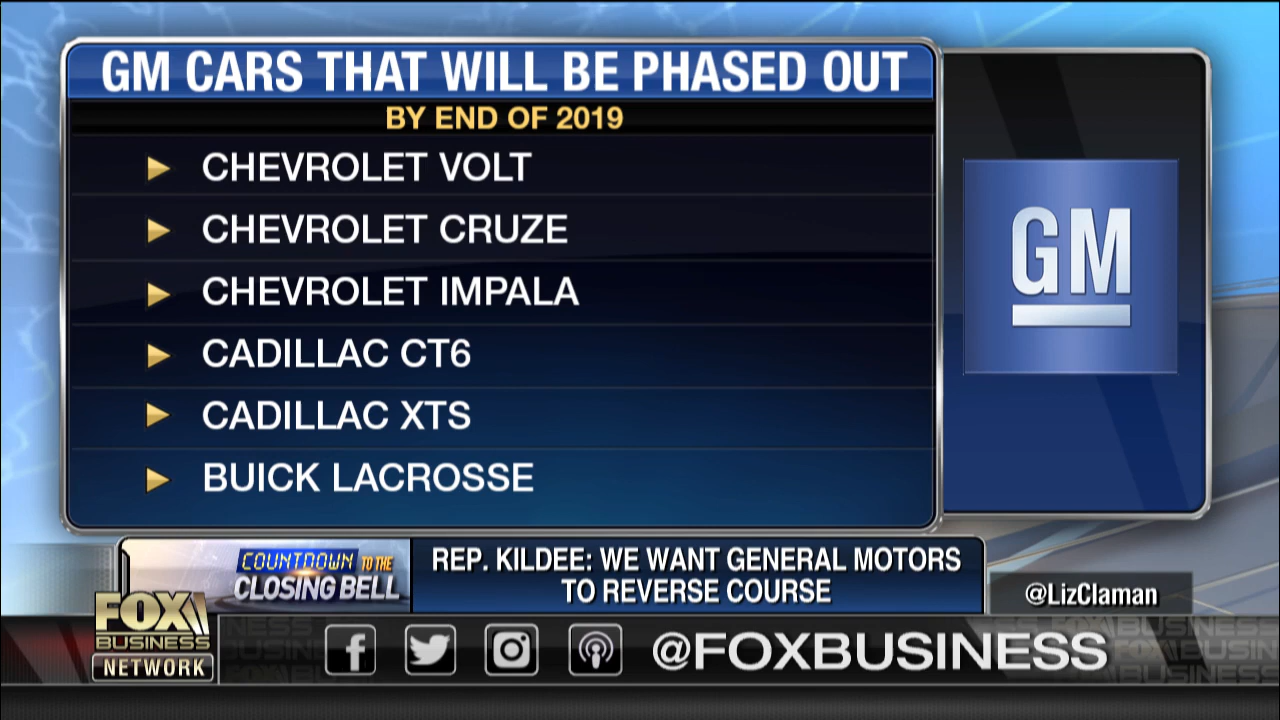 GM CARS THAT WILL BE PHASED OUT
BY END OF 2019
CHEVROLET VOLT
CHEVROLET CRUZE
CHEVROLET IMPALA
CADILLAC CT6
CADILLAC XTS
BUICK LACROSSE
GM
COUNTDOWN TO THE
CLOSING BELL
REP. KILDEE: WE WANT GENERAL MOTORS
TO REVERSE COURSE
@LizClaman
FOX
BUSINESS
NETWORK
@FOXBUSINESS